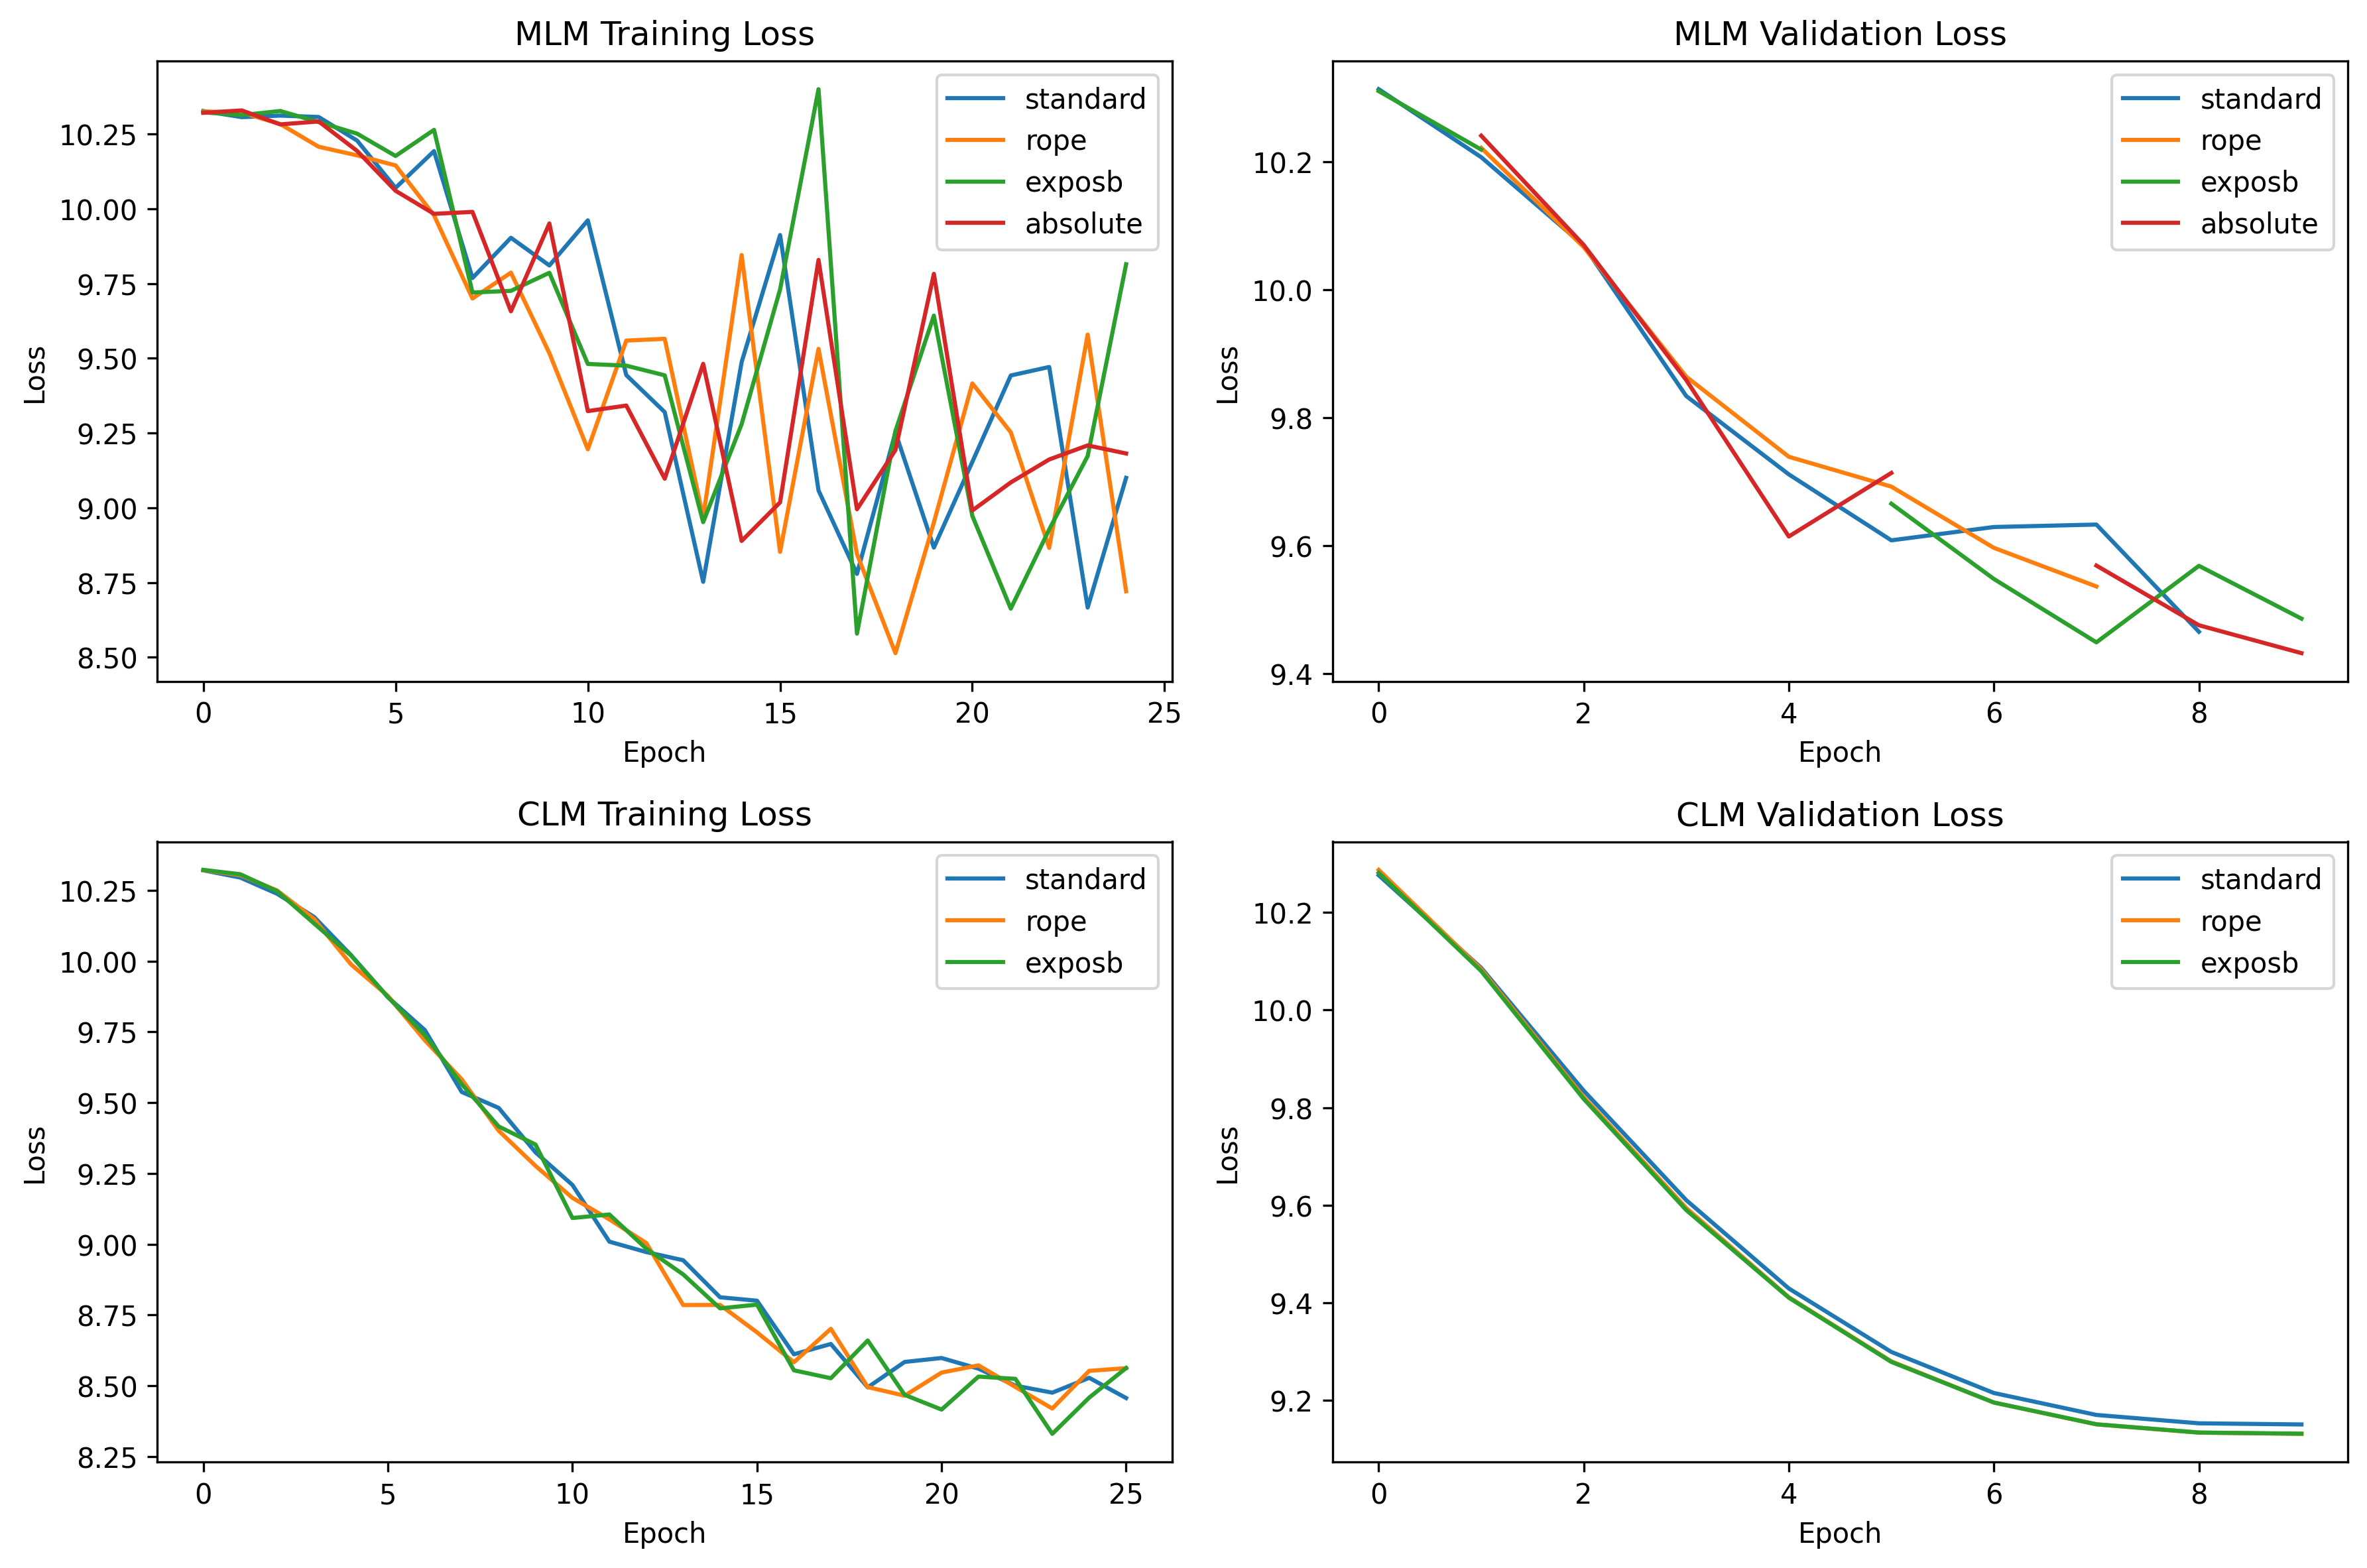 MLM Training Loss
10.25
10.00
9.75
9.50
9.25
9.00
8.75
8.50
Loss
0 5 10 15 20 25
Epoch
standard
rope
exposb
absolute
MLM Validation Loss
10.2
10.0
9.8
9.6
9.4
Loss
0 2 4 6 8
Epoch
standard
rope
exposb
absolute
CLM Training Loss
10.25
10.00
9.75
9.50
9.25
9.00
8.75
8.50
8.25
Loss
0 5 10 15 20 25
Epoch
standard
rope
exposb
CLM Validation Loss
10.2
10.0
9.8
9.6
9.4
9.2
Loss
0 2 4 6 8
Epoch
standard
rope
exposb